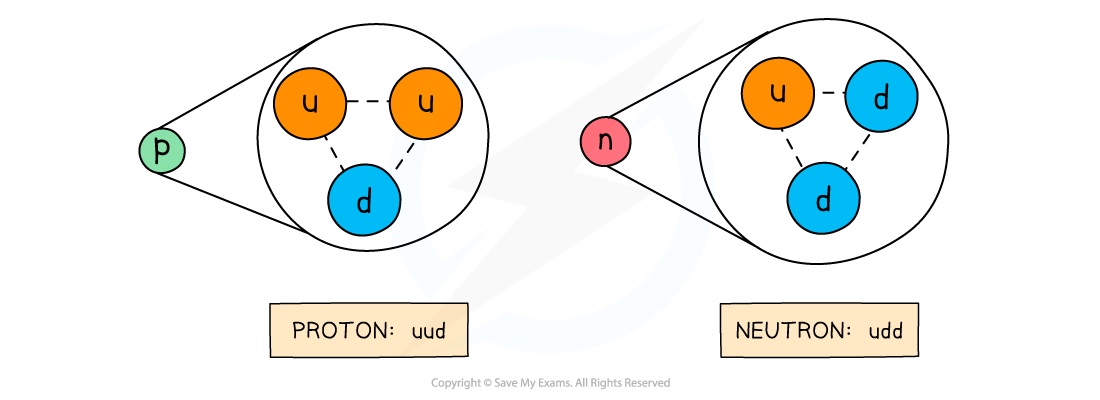 p
u
u
d
n
u
d
d
PROTON: uud
NEUTRON: udd
Copyright © Save My Exams. All Rights Reserved